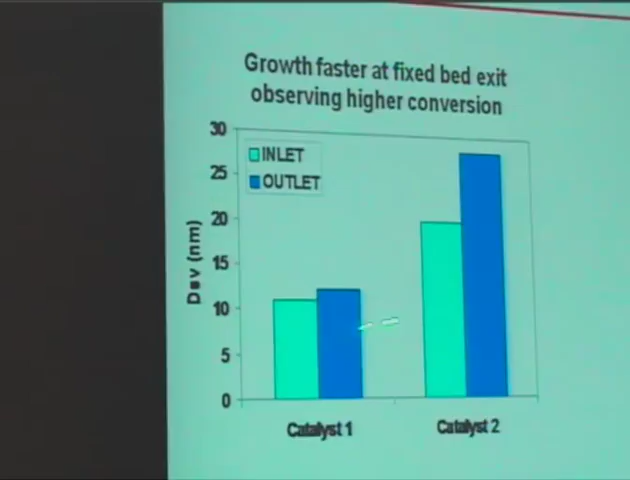 Growth faster at fixed bed exit
observing higher conversion
30
25
20
15
10
5
0
Dsv (nm)
INLET
OUTLET
Catalyst 1
Catalyst 2